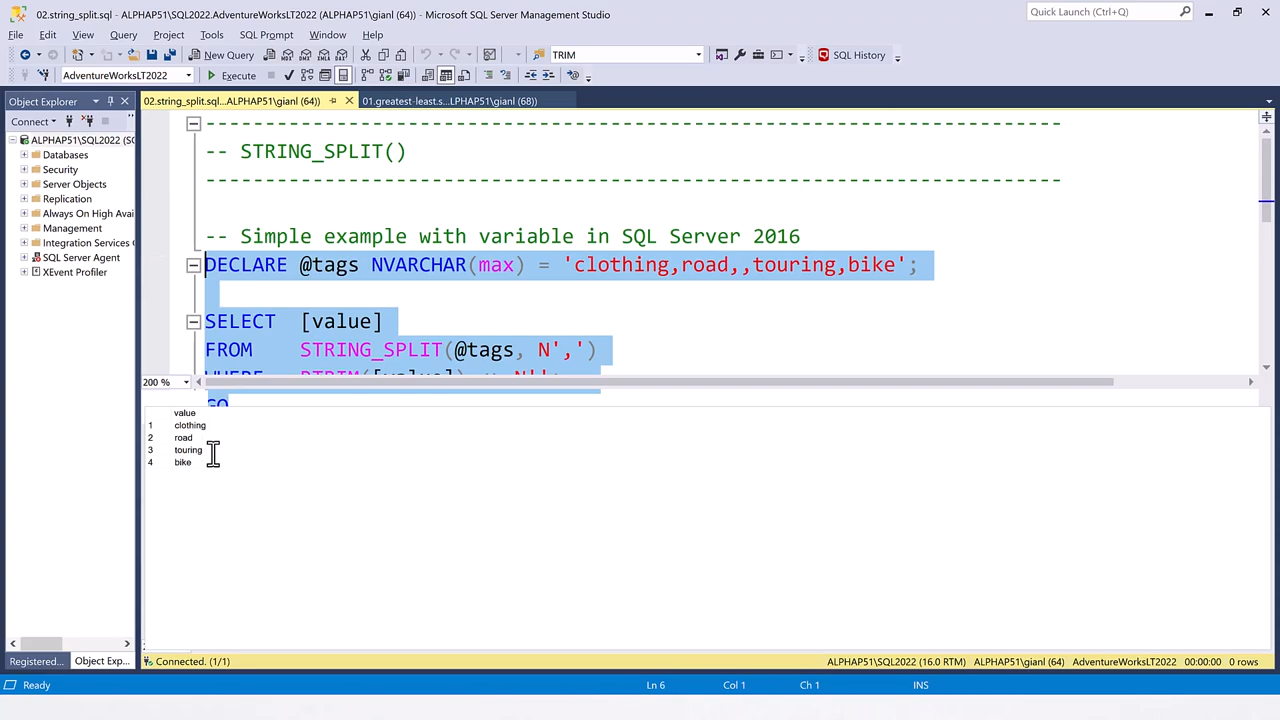 02.string_split.sql - ALPHAP51\SQL2022.AdventureWorksLT2022 (ALPHAP51\gianl (64)) - Microsoft SQL Server Management Studio
Quick Launch (Ctrl+Q)
File Edit View Query Project Tools SQL Prompt Window Help
New Query TRIM SQL History
AdventureWorksLT2022 Execute
Object Explorer
02.string_split.sql...ALPHAP51\gianl (64)) 01.greatest-least.s...LPHAP51\gianl (68))
Connect
ALPHAP51\SQL2022 (S
Databases
Security
Server Objects
Replication
Always On High Avai
Management
Integration Services
SQL Server Agent
XEvent Profiler
-- STRING_SPLIT()
-- Simple example with variable in SQL Server 2016
DECLARE @tags NVARCHAR(max) = 'clothing,road,,touring,bike';
SELECT [value]
FROM STRING_SPLIT(@tags, N',')
GO
200 %
value
1 clothing
2 road
3 touring
4 bike
Registered... Object Exp...
Connected. (1/1)
ALPHAP51\SQL2022 (16.0 RTM) ALPHAP51\gianl (64) AdventureWorksLT2022 00:00:00 0 rows
Ready Ln 6 Col 1 Ch 1 INS